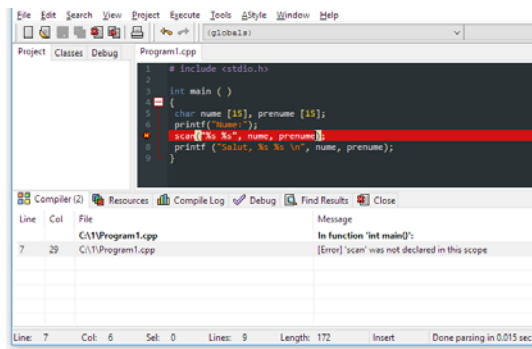 File Edit Search View Project Execute Tools AStyle Window Help
(globals)
Project Classes Debug Program1.cpp
1 # include <stdio.h>
2
3 int main ( )
4 {
5 char nume [15], prenume [15];
6 printf("Nume:");
scan("%s %s", nume, prenume);
8 printf ("Salut, %s %s \n", nume, prenume);
9 }
Compiler (2) Resources Compile Log Debug Find Results Close
Line Col File Message
C:\1\Program1.cpp In function 'int main()':
7 29 C:\1\Program1.cpp [Error] 'scan' was not declared in this scope
Line: 7 Col: 6 Sel: 0 Lines: 9 Length: 172 Insert Done parsing in 0.015 sec